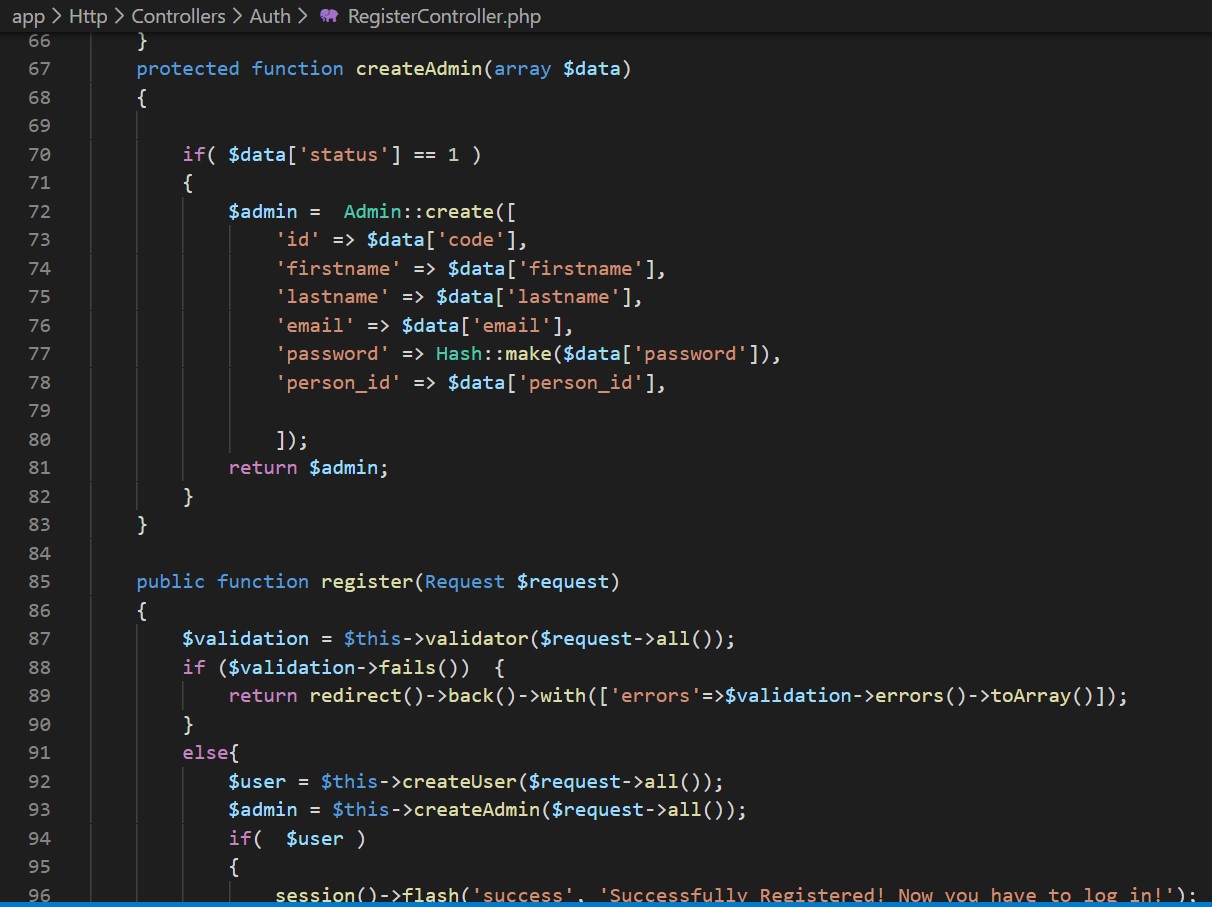 app > Http > Controllers > Auth > RegisterController.php
66 }
67 protected function createAdmin(array $data)
68 {
69
70 if( $data['status'] == 1 )
71 {
72 $admin =  Admin::create([
73 'id' => $data['code'],
74 'firstname' => $data['firstname'],
75 'lastname' => $data['lastname'],
76 'email' => $data['email'],
77 'password' => Hash::make($data['password']),
78 'person_id' => $data['person_id'],
79
80 ]);
81 return $admin;
82 }
83 }
84
85 public function register(Request $request)
86 {
87 $validation = $this->validator($request->all());
88 if ($validation->fails())  {
89 return redirect()->back()->with(['errors'=>$validation->errors()->toArray()]);
90 }
91 else{
92 $user = $this->createUser($request->all());
93 $admin = $this->createAdmin($request->all());
94 if(  $user )
95 {
96 session()->flash('success', 'Successfully Registered! Now you have to log in!');